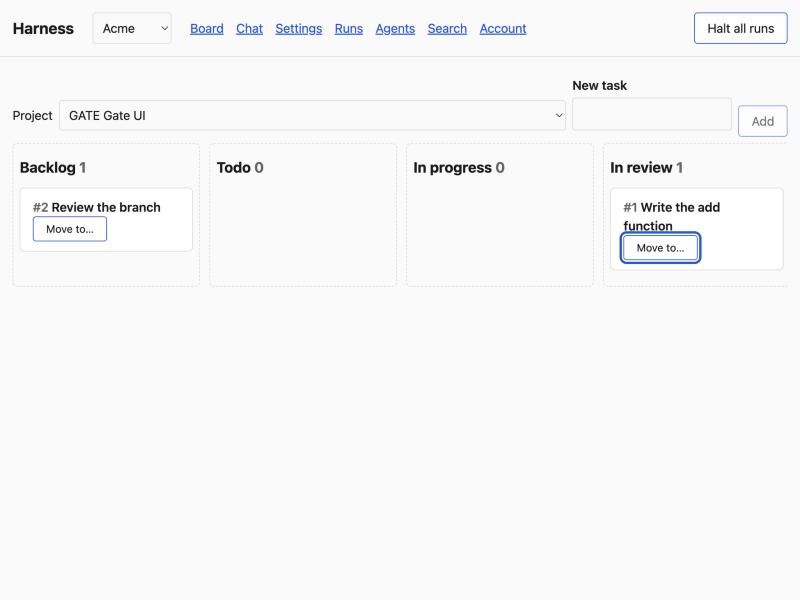 Harness
Acme
Board Chat Settings Runs Agents Search Account
Halt all runs
New task
Project
GATE Gate UI
Add
Backlog 1
#2 Review the branch
Move to...
Todo 0
In progress 0
In review 1
#1 Write the add
function
Move to...